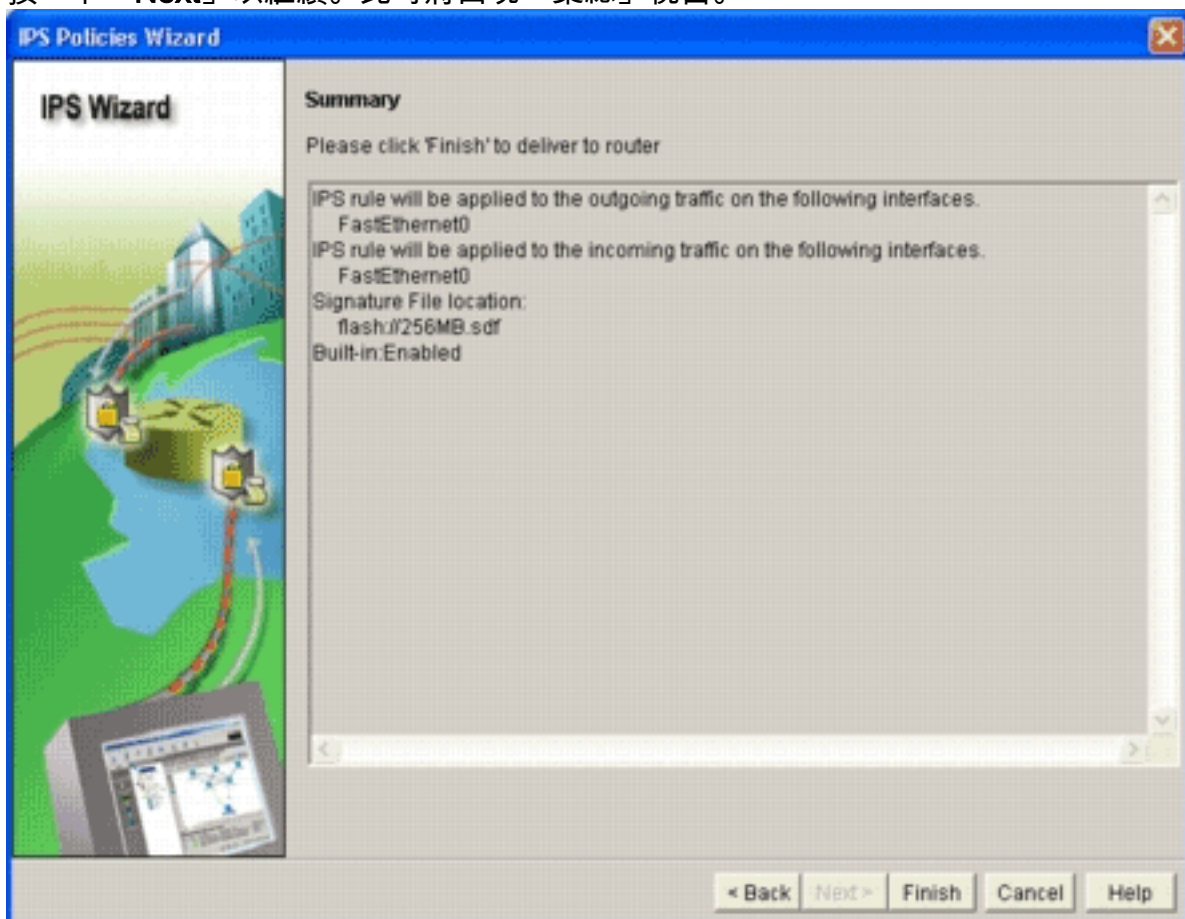 IPS Policies Wizard
IPS Wizard
Summary
Please click 'Finish' to deliver to router
IPS rule will be applied to the outgoing traffic on the following interfaces.
FastEthernet0
IPS rule will be applied to the incoming traffic on the following interfaces.
FastEthernet0
Signature File location:
flash://256MB.sdf
Built-in:Enabled
< Back
Next >
Finish
Cancel
Help